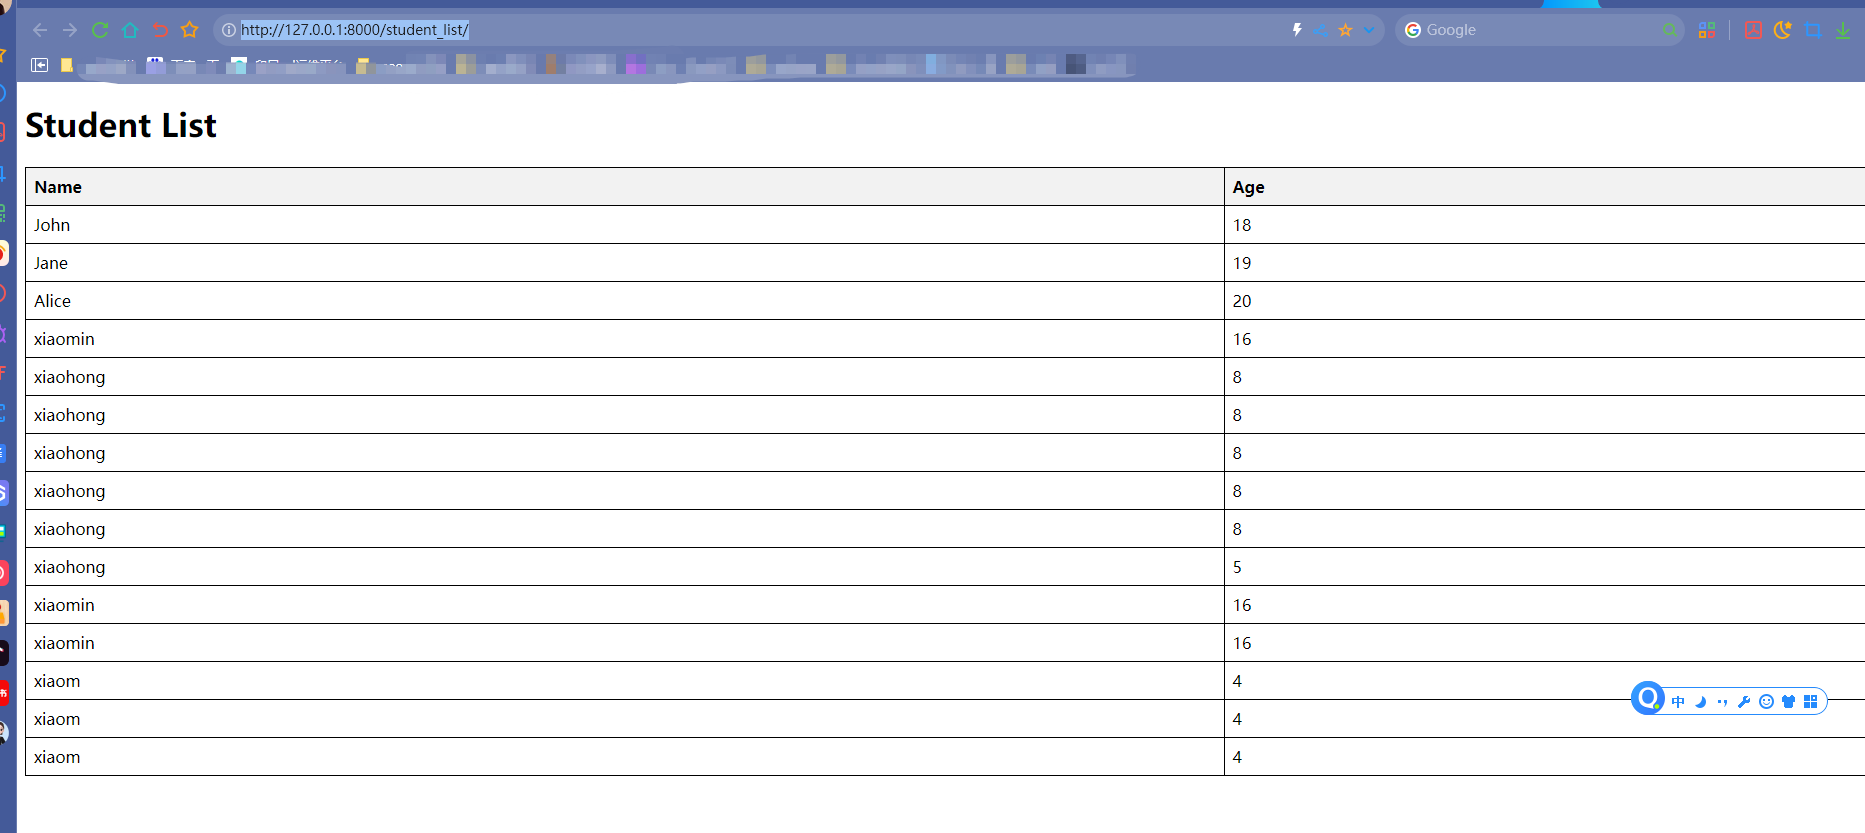 http://127.0.0.1:8000/student_list/
Google
Student List
Name Age
John 18
Jane 19
Alice 20
xiaomin 16
xiaohong 8
xiaohong 8
xiaohong 8
xiaohong 8
xiaohong 8
xiaohong 5
xiaomin 16
xiaomin 16
xiaom 4
中
xiaom 4
xiaom 4